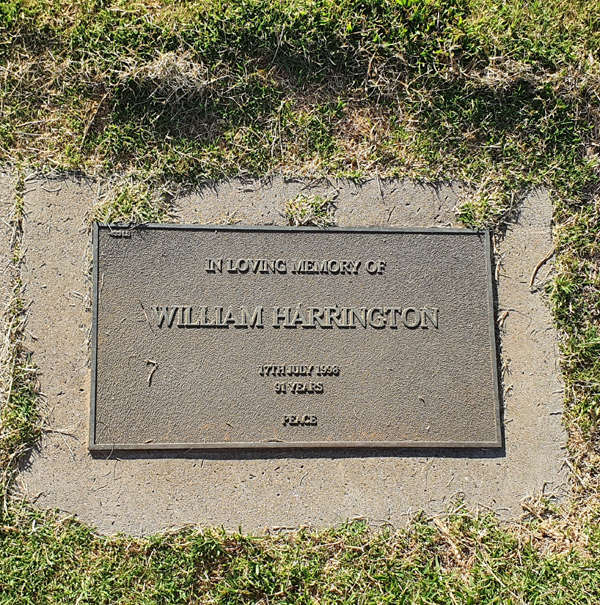 IN LOVING MEMORY OF
WILLIAM HARRINGTON
17TH JULY 1998
91 YEARS
PEACE